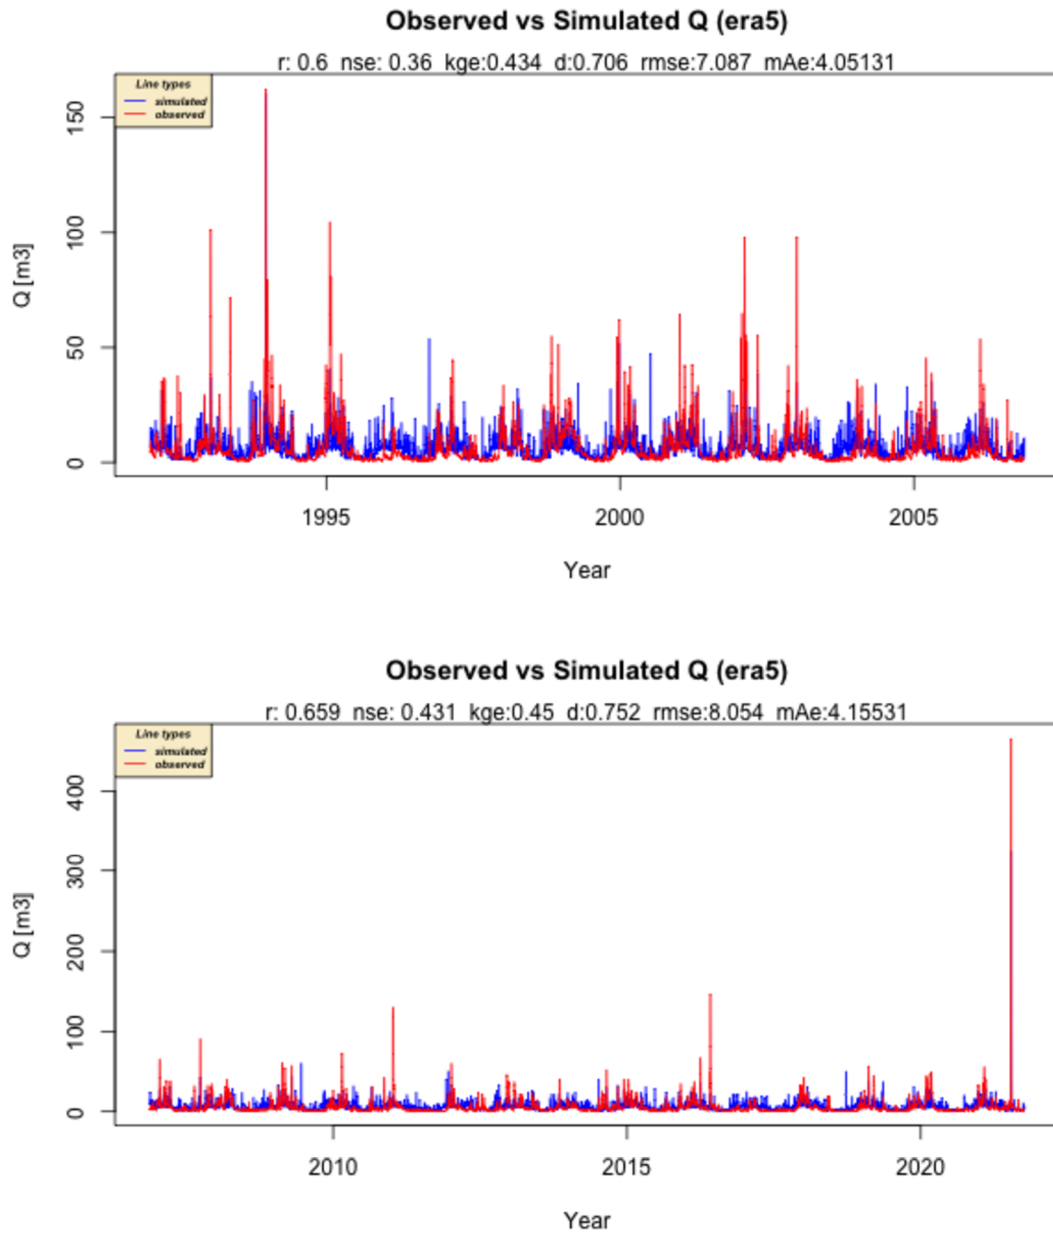 Observed vs Simulated Q (era5)
r: 0.6 nse: 0.36 kge:0.434 d:0.706 rmse:7.087 mAe:4.05131
Line types
simulated
observed
150
100
50
0
Q [m3]
1995 2000 2005
Year
Observed vs Simulated Q (era5)
r: 0.659 nse: 0.431 kge:0.45 d:0.752 rmse:8.054 mAe:4.15531
Line types
simulated
observed
400
300
200
100
0
Q [m3]
2010 2015 2020
Year